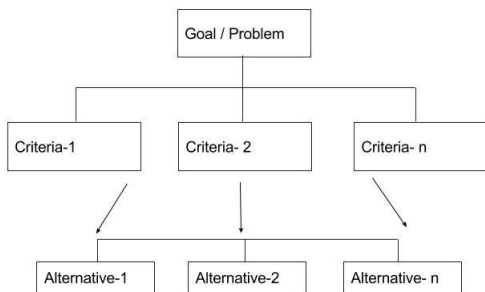 Goal / Problem
Criteria-1
Criteria- 2
Criteria- n
Alternative-1
Alternative-2
Alternative- n